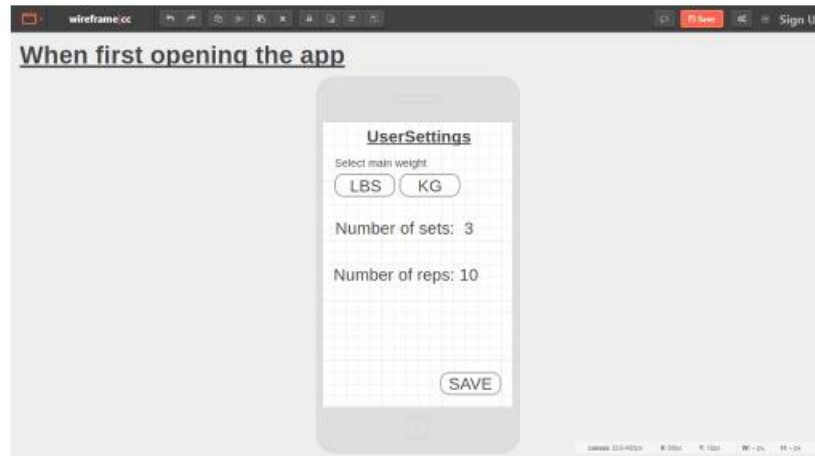 wireframe|cc
Save
Sign U
When first opening the app
UserSettings
Select main weight
LBS KG
Number of sets: 3
Number of reps: 10
SAVE